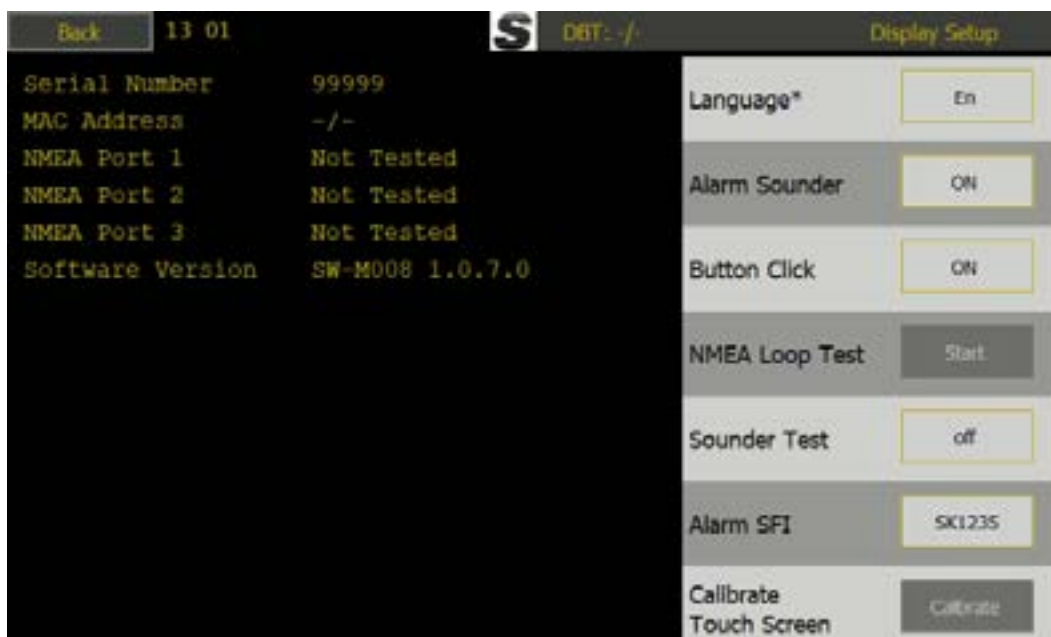 Back
13 01
S
DBT: -/-
Display Setup
Serial Number 99999
MAC Address -/-
NMEA Port 1 Not Tested
NMEA Port 2 Not Tested
NMEA Port 3 Not Tested
Software Version SW-M008 1.0.7.0
Language* En
Alarm Sounder ON
Button Click ON
NMEA Loop Test Start
Sounder Test off
Alarm SFI SK1235
Calibrate
Touch Screen
Calibrate